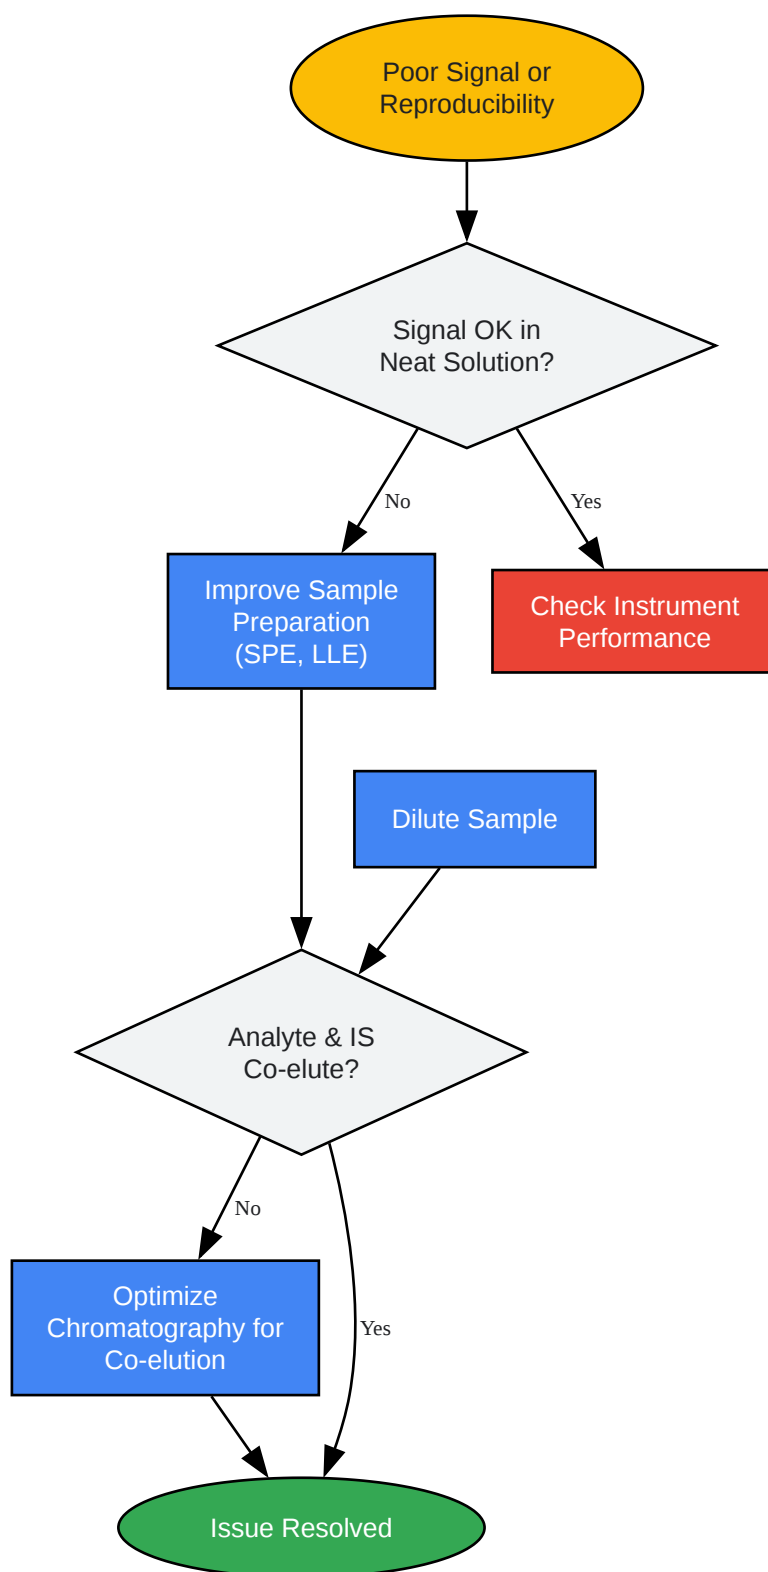 Poor Signal or
Reproducibility
Signal OK in
Neat Solution?
No
Yes
Improve Sample
Preparation
(SPE, LLE)
Check Instrument
Performance
Dilute Sample
Analyte & IS
Co-elute?
No
Optimize
Chromatography for
Co-elution
Yes
Issue Resolved